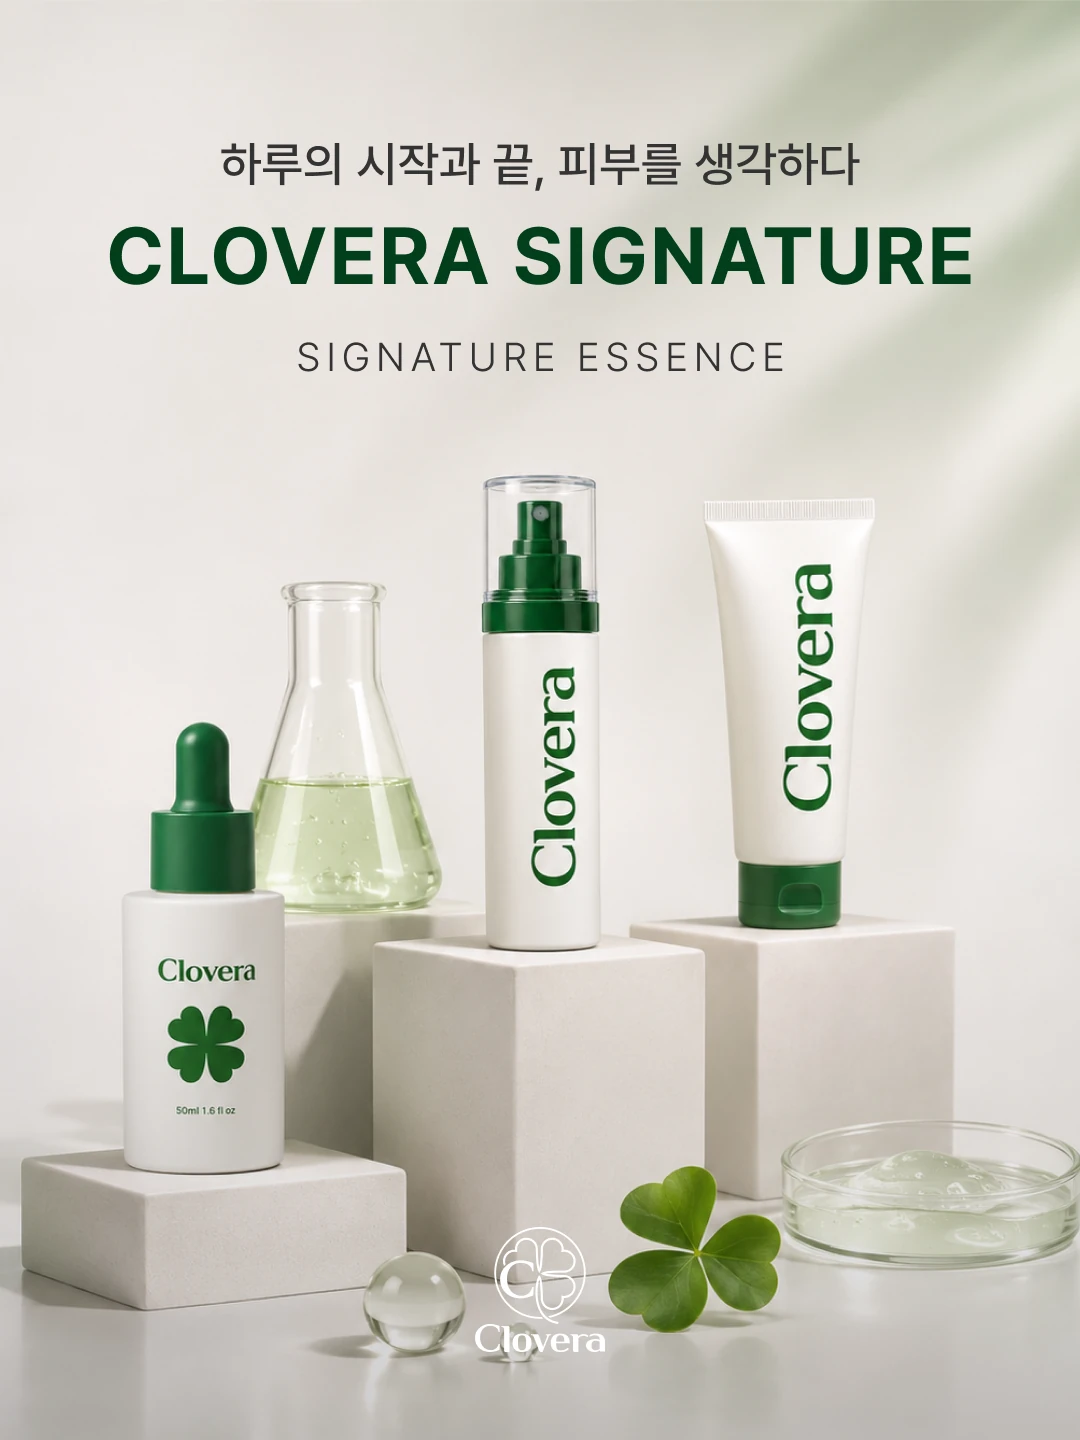 하루의 시작과 끝, 피부를 생각하다
CLOVERA SIGNATURE
SIGNATURE ESSENCE
Clovera
Clovera
Clovera
50ml 1.6 fl oz
C
Clovera